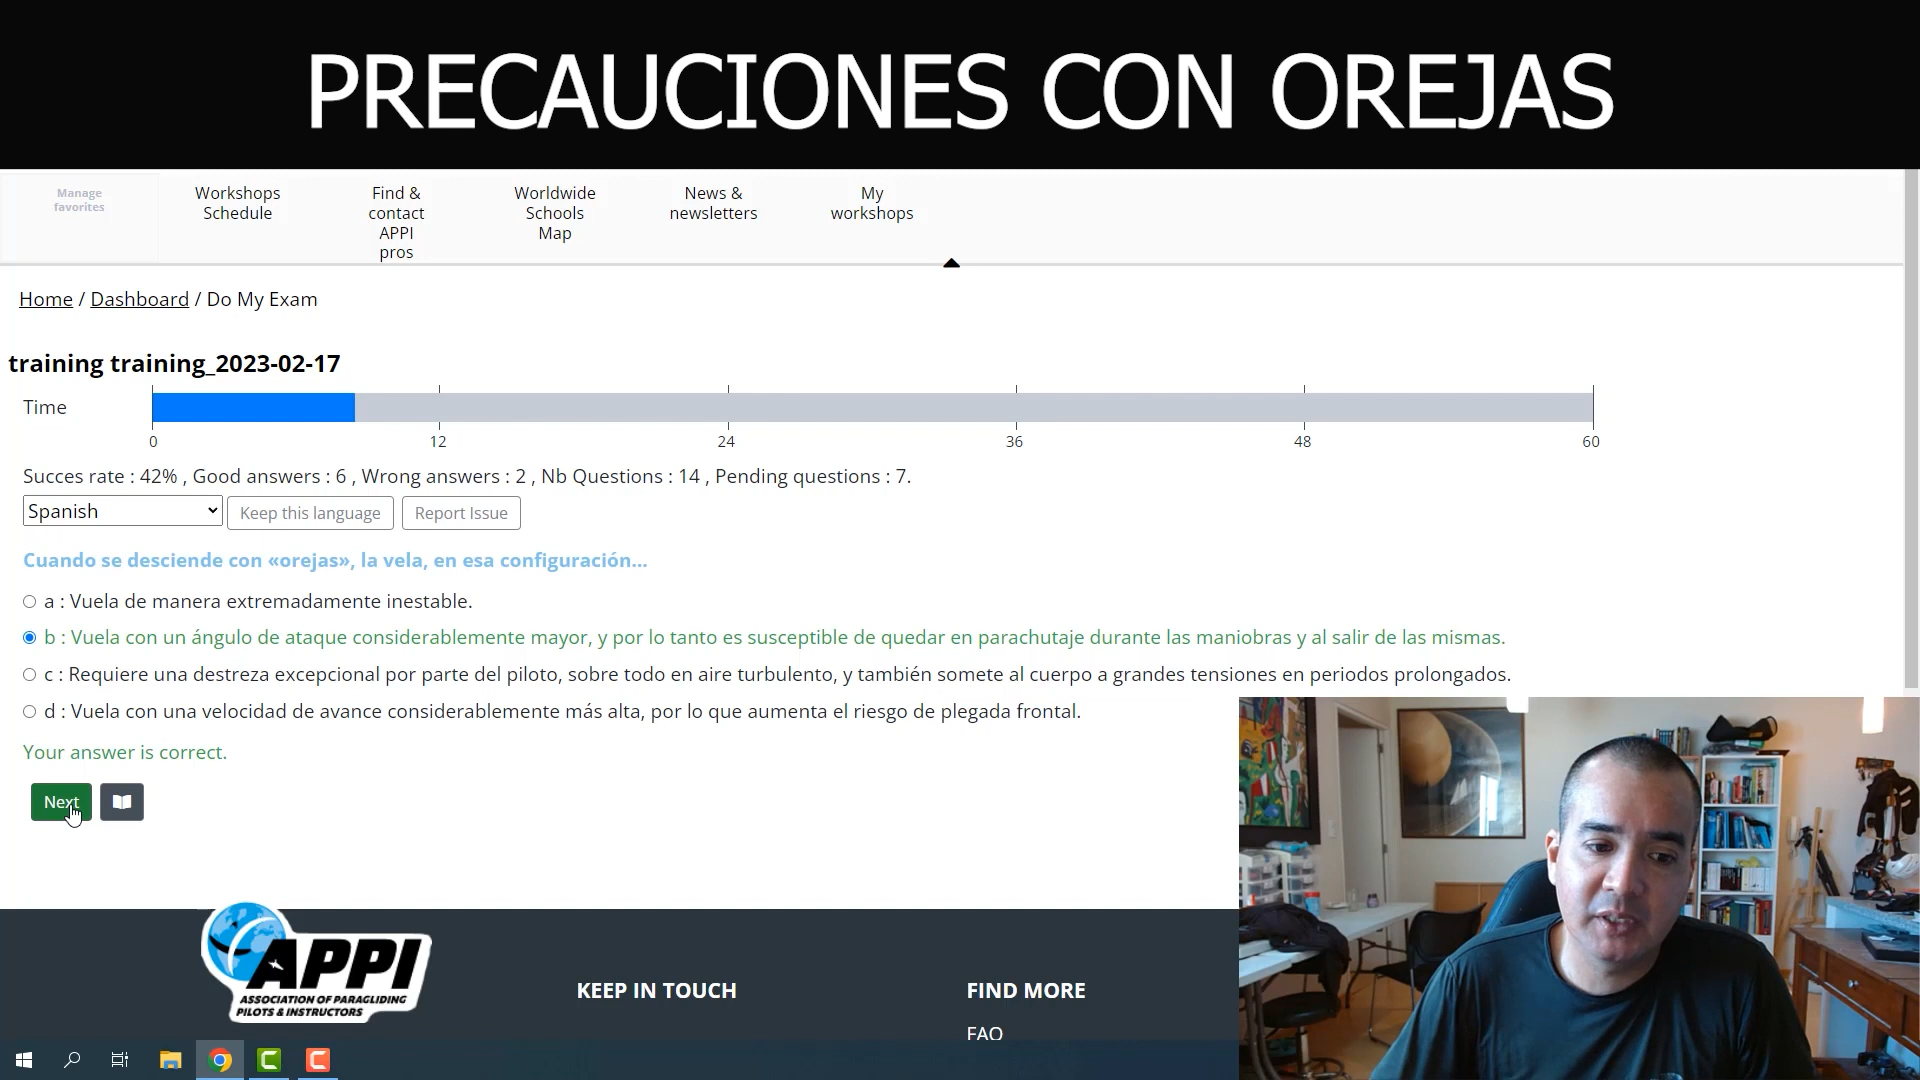 PRECAUCIONES CON OREJAS
Manage
favorites
Workshops
Schedule
Find &
contact
APPI
pros
Worldwide
Schools
Map
News &
newsletters
My
workshops
Home / Dashboard / Do My Exam
training training_2023-02-17
Time
0 12 24 36 48 60
Succes rate : 42% , Good answers : 6 , Wrong answers : 2 , Nb Questions : 14 , Pending questions : 7.
Spanish Keep this language Report Issue
Cuando se desciende con «orejas», la vela, en esa configuración...
a : Vuela de manera extremadamente inestable.
b : Vuela con un ángulo de ataque considerablemente mayor, y por lo tanto es susceptible de quedar en parachutaje durante las maniobras y al salir de las mismas.
c : Requiere una destreza excepcional por parte del piloto, sobre todo en aire turbulento, y también somete al cuerpo a grandes tensiones en periodos prolongados.
d : Vuela con una velocidad de avance considerablemente más alta, por lo que aumenta el riesgo de plegada frontal.
Your answer is correct.
Next
APPI
ASSOCIATION OF PARAGLIDING
PILOTS & INSTRUCTORS
KEEP IN TOUCH
FIND MORE
FAQ